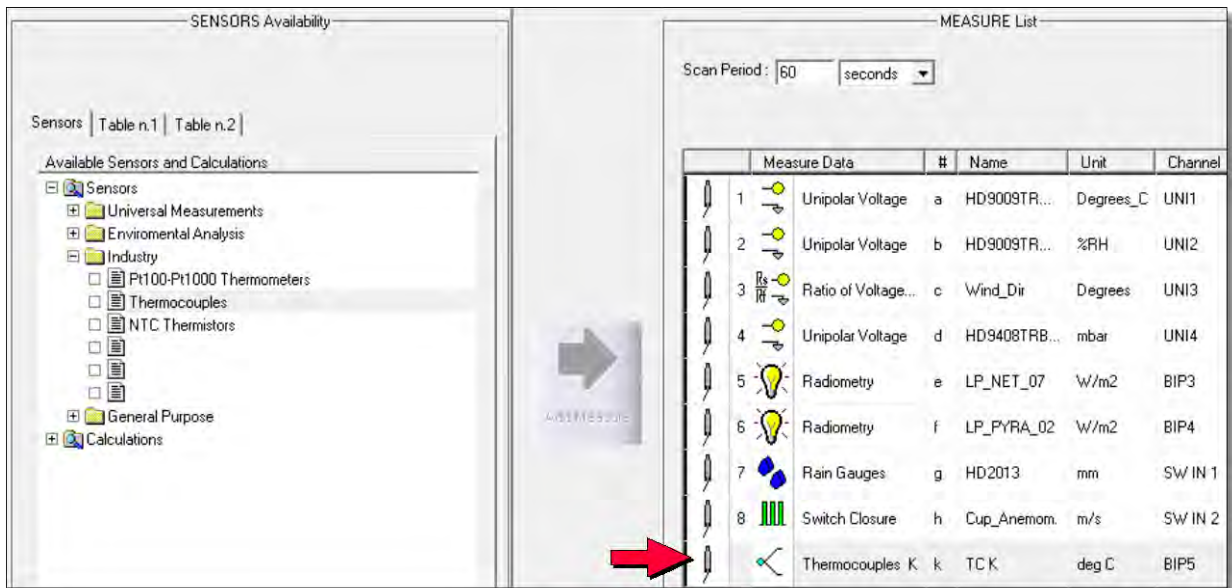 SENSORS Availability
Sensors Table n.1 Table n.2
Available Sensors and Calculations
Sensors
Universal Measurements
Enviromental Analysis
Industry
Pt100-Pt1000 Thermometers
Thermocouples
NTC Thermistors
General Purpose
Calculations
Add Measure
MEASURE List
Scan Period : 60 seconds
Measure Data # Name Unit Channel
1 Unipolar Voltage a HD9009TR... Degrees_C UNI1
2 Unipolar Voltage b HD9009TR... %RH UNI2
3 Rs Rf Ratio of Voltage... c Wind_Dir Degrees UNI3
4 Unipolar Voltage d HD9408TRB... mbar UNI4
5 Radiometry e LP_NET_07 W/m2 BIP3
6 Radiometry f LP_PYRA_02 W/m2 BIP4
7 Rain Gauges g HD2013 mm SW IN 1
8 Switch Closure h Cup_Anemom. m/s SW IN 2
Thermocouples K k TC K deg C BIP5